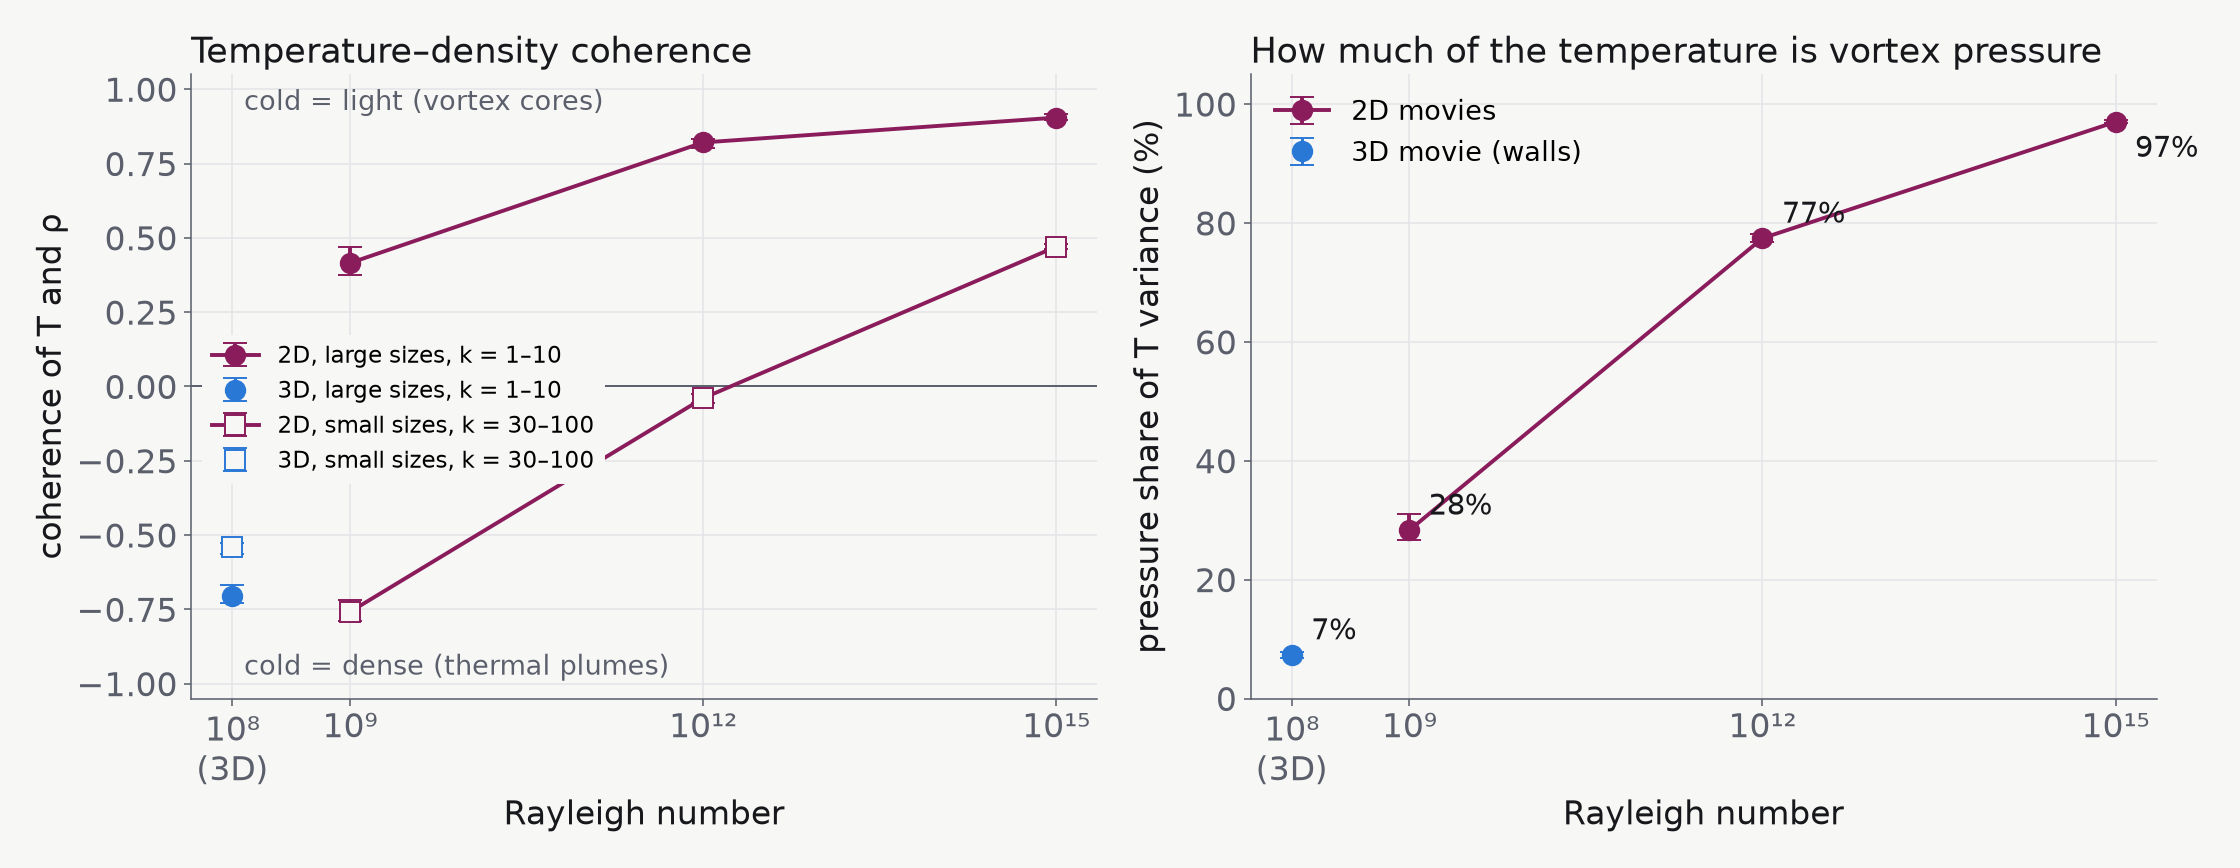 Temperature–density coherence
coherence of T and ρ
1.00
0.75
0.50
0.25
0.00
−0.25
−0.50
−0.75
−1.00
cold = light (vortex cores)
2D, large sizes, k = 1–10
3D, large sizes, k = 1–10
2D, small sizes, k = 30–100
3D, small sizes, k = 30–100
cold = dense (thermal plumes)
10⁸
(3D)
10⁹
10¹²
10¹⁵
Rayleigh number
How much of the temperature is vortex pressure
pressure share of T variance (%)
100
80
60
40
20
0
2D movies
3D movie (walls)
97%
77%
28%
7%
10⁸
(3D)
10⁹
10¹²
10¹⁵
Rayleigh number